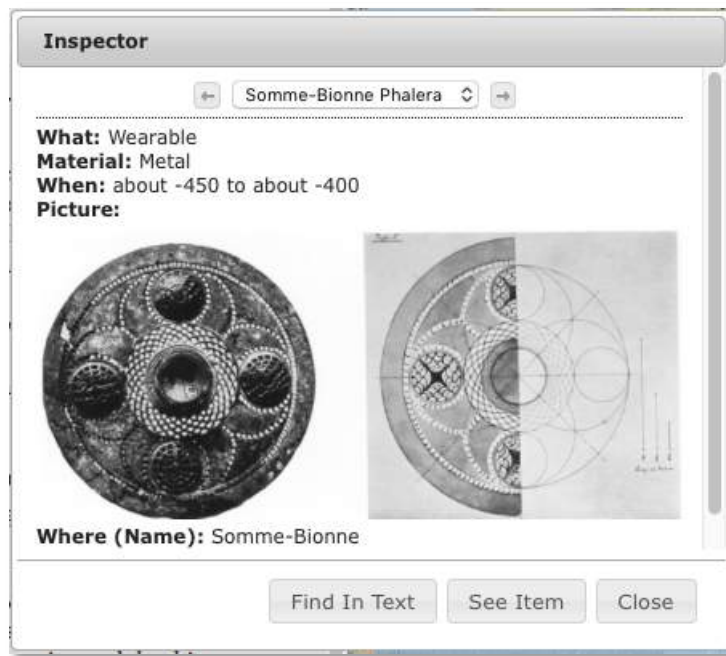 Inspector
← Somme-Bionne Phalera →
What: Wearable
Material: Metal
When: about -450 to about -400
Picture:
Where (Name): Somme-Bionne
Find In Text See Item Close